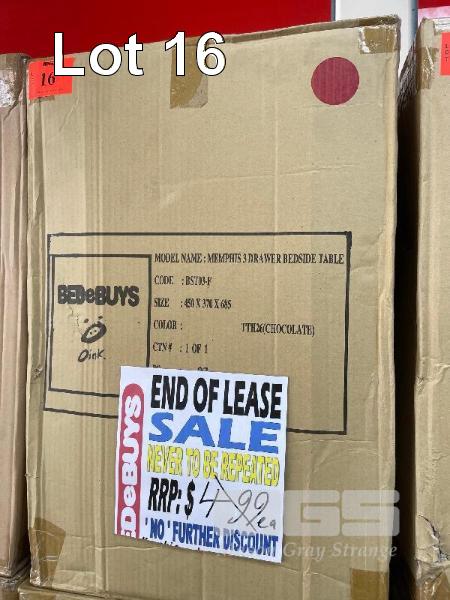 Lot 16
16
MODEL NAME : MEMPHIS 3 DRAWER BEDSIDE TABLE
CODE : BST03-F
SIZE : 450 X 370 X 685
COLOR : TTH26(CHOCOLATE)
CTN# : 1 OF 1
BEDeBUYS
Oink
END OF LEASE
SALE
NEVER TO BE REPEATED
RRP: $ 499 ea
'NO' FURTHER DISCOUNT
EDeBUYS
GS
Gray Strange